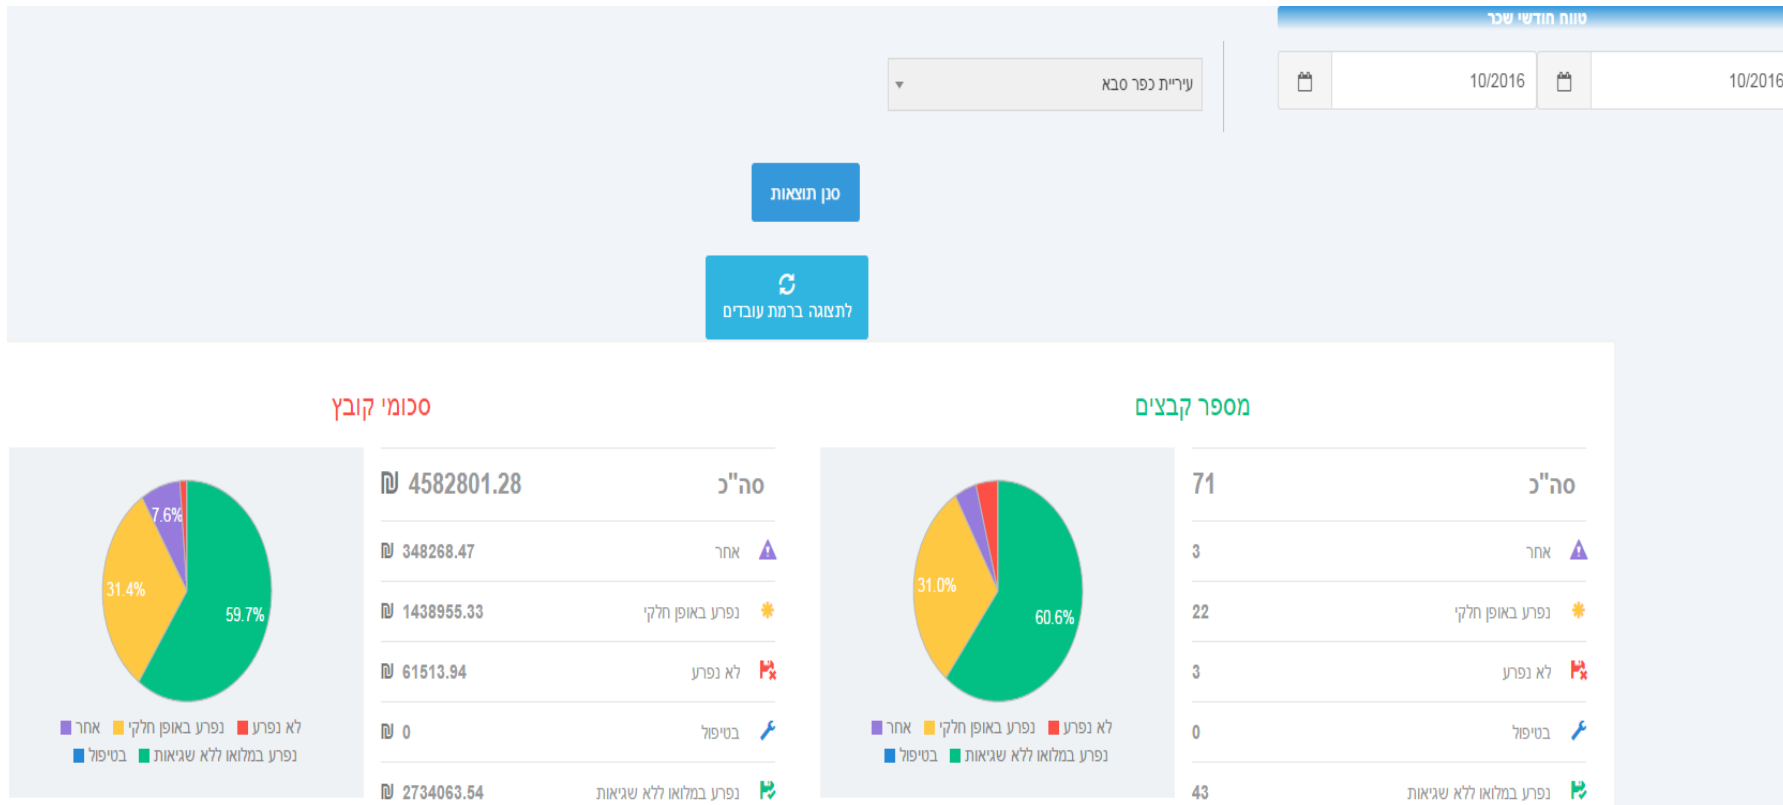 טווח חודשי שכר
10/2016
10/2016
עיריית כפר סבא
סנן תוצאות
לתצוגה ברמת עובדים
מספר קבצים
סה"כ 71
אחר 3
נפרע באופן חלקי 22
לא נפרע 3
בטיפול 0
נפרע במלואו ללא שגיאות 43
31.0%
60.6%
לא נפרע נפרע באופן חלקי אחר
נפרע במלואו ללא שגיאות בטיפול
סכומי קובץ
סה"כ 4582801.28 ₪
אחר 348268.47 ₪
נפרע באופן חלקי 1438955.33 ₪
לא נפרע 61513.94 ₪
בטיפול 0 ₪
נפרע במלואו ללא שגיאות 2734063.54 ₪
7.6%
31.4%
59.7%
לא נפרע נפרע באופן חלקי אחר
נפרע במלואו ללא שגיאות בטיפול